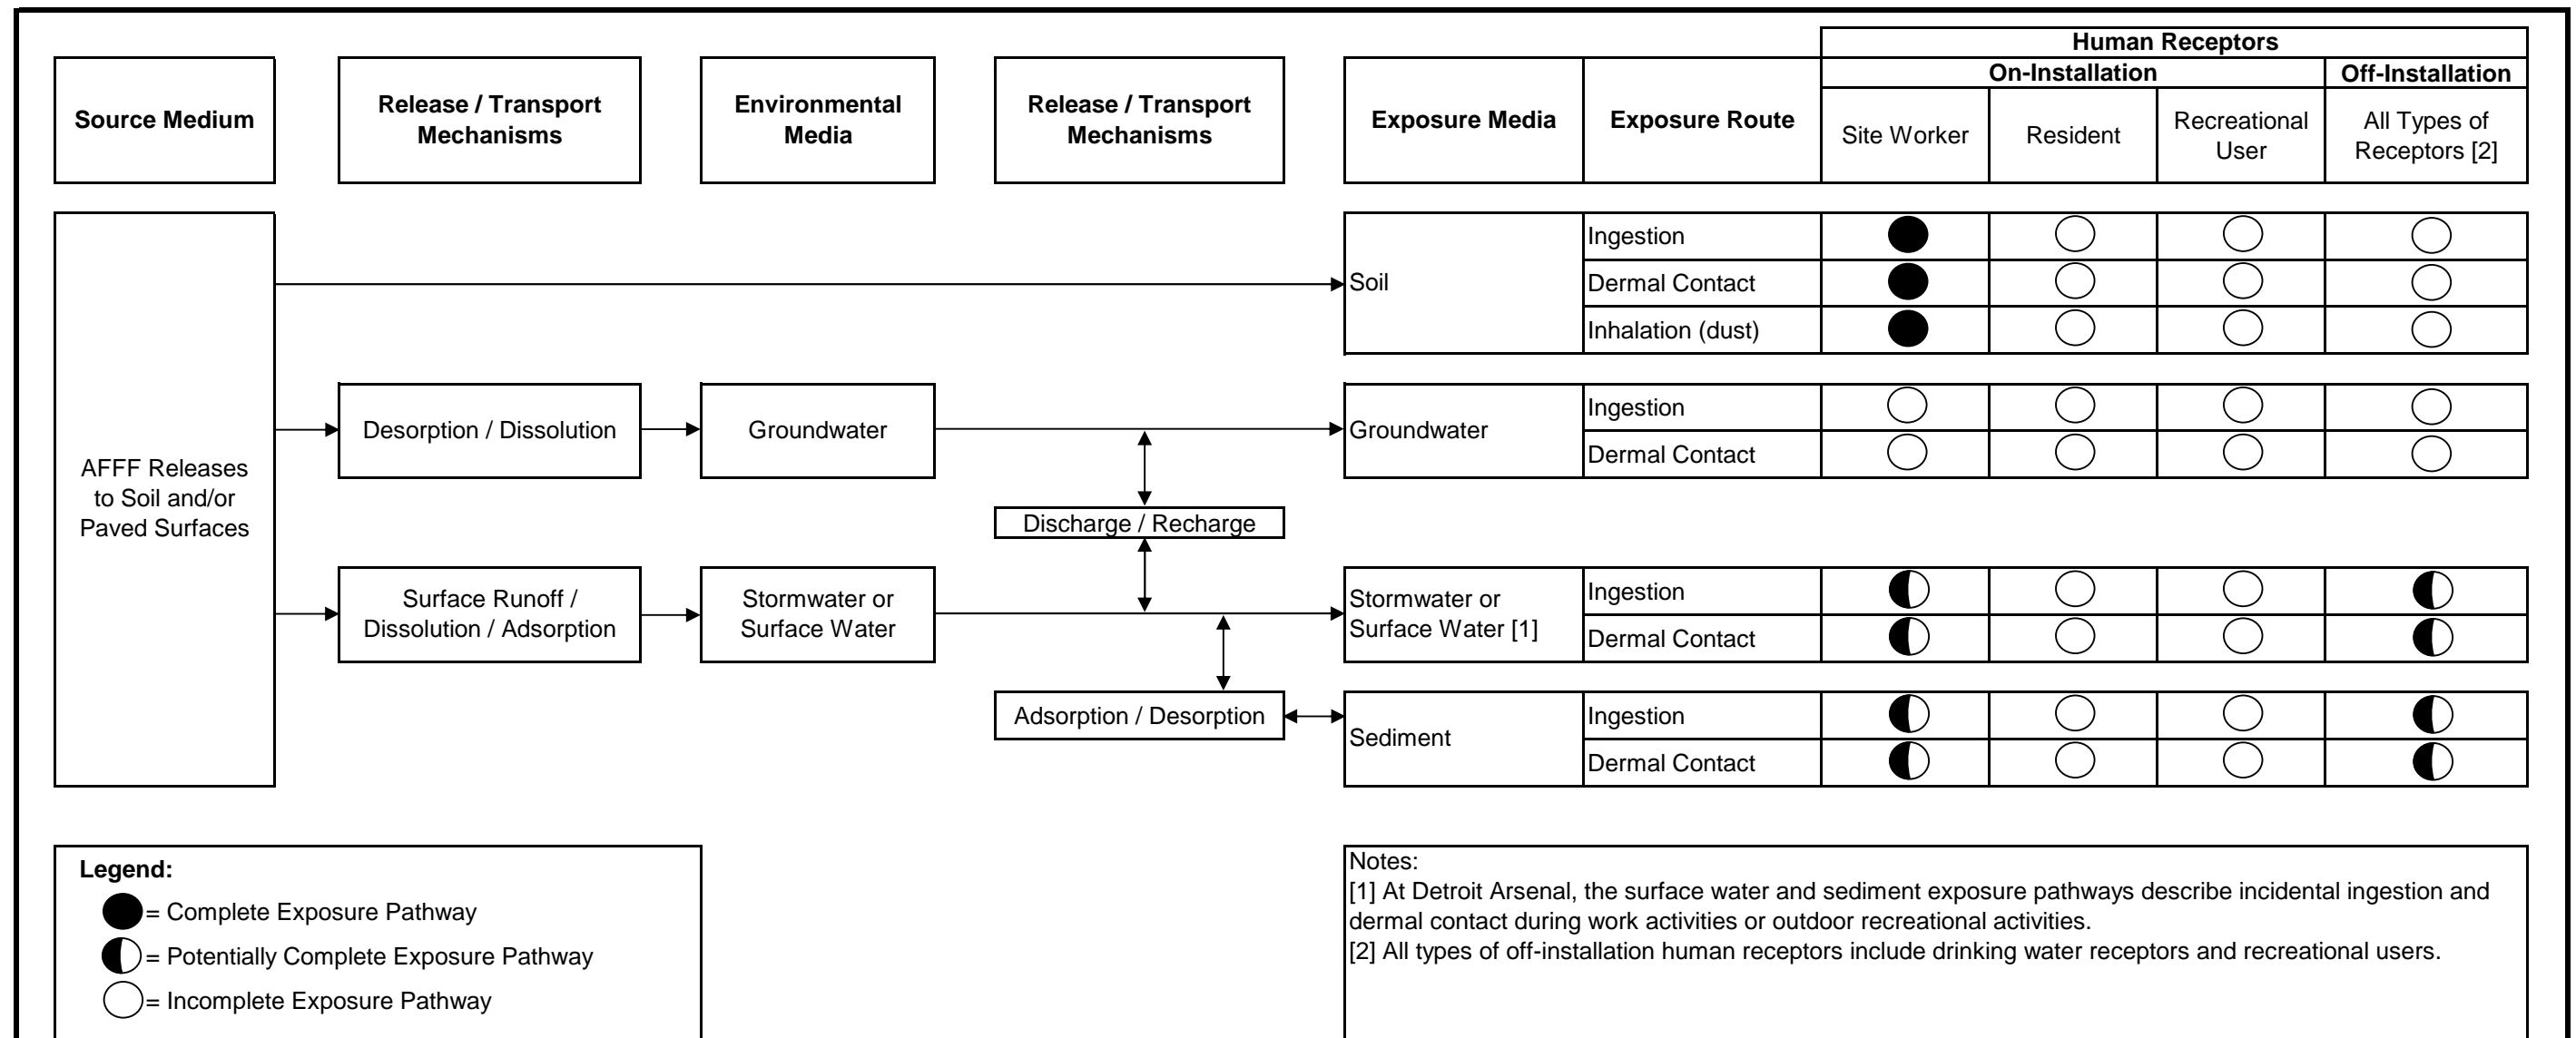 Human Receptors
On-Installation
Off-Installation
Source Medium
Release / Transport
Mechanisms
Environmental
Media
Release / Transport
Mechanisms
Exposure Media
Exposure Route
Site Worker
Resident
Recreational
User
All Types of
Receptors [2]
AFFF Releases
to Soil and/or
Paved Surfaces
Soil
Ingestion
Dermal Contact
Inhalation (dust)
Desorption / Dissolution
Groundwater
Groundwater
Ingestion
Dermal Contact
Discharge / Recharge
Surface Runoff /
Dissolution / Adsorption
Stormwater or
Surface Water
Stormwater or
Surface Water [1]
Ingestion
Dermal Contact
Adsorption / Desorption
Sediment
Ingestion
Dermal Contact
Legend:
= Complete Exposure Pathway
= Potentially Complete Exposure Pathway
= Incomplete Exposure Pathway
Notes:
[1] At Detroit Arsenal, the surface water and sediment exposure pathways describe incidental ingestion and
dermal contact during work activities or outdoor recreational activities.
[2] All types of off-installation human receptors include drinking water receptors and recreational users.